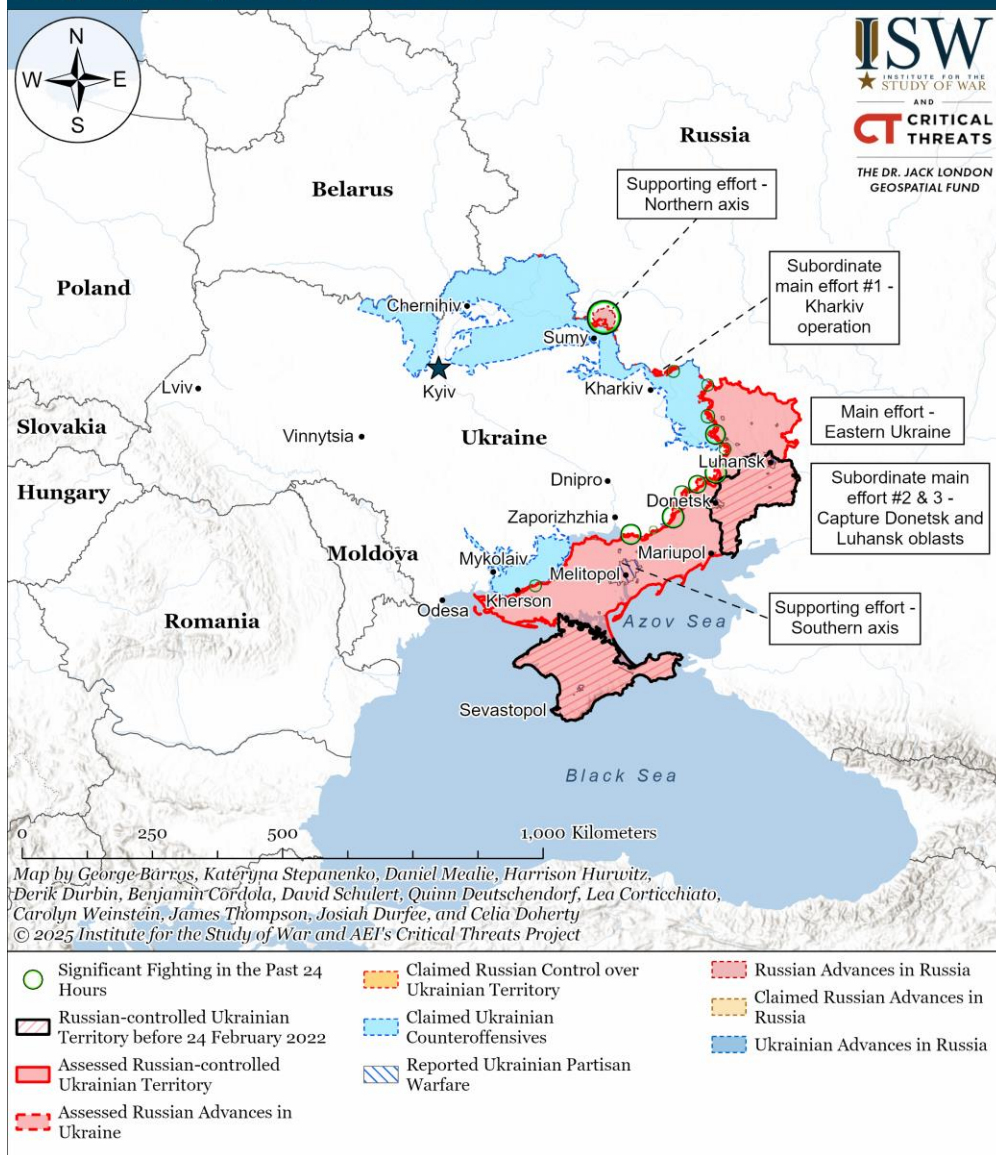 N
W
E
S
ISW
INSTITUTE FOR THE
STUDY OF WAR
AND
CT CRITICAL
THREATS
THE DR. JACK LONDON
GEOSPATIAL FUND
Russia
Belarus
Supporting effort -
Northern axis
Subordinate
main effort #1 -
Kharkiv
operation
Poland
Chernihiv
Sumy
Kyiv
Kharkiv
Lviv
Slovakia
Vinnytsia
Ukraine
Main effort -
Eastern Ukraine
Luhansk
Hungary
Dnipro
Donetsk
Subordinate main
effort #2 & 3 -
Capture Donetsk and
Luhansk oblasts
Zaporizhzhia
Moldova
Mykolaiv
Mariupol
Melitopol
Kherson
Odesa
Romania
Azov Sea
Supporting effort -
Southern axis
Sevastopol
Black Sea
0
250
500
1,000 Kilometers
Map by George Barros, Kateryna Stepanenko, Daniel Mealie, Harrison Hurwitz,
Derik Durbin, Benjamin Cordola, David Schulert, Quinn Deutschendorf, Lea Corticchiato,
Carolyn Weinstein, James Thompson, Josiah Durfee, and Celia Doherty
© 2025 Institute for the Study of War and AEI's Critical Threats Project
Significant Fighting in the Past 24
Hours
Russian-controlled Ukrainian
Territory before 24 February 2022
Assessed Russian-controlled
Ukrainian Territory
Assessed Russian Advances in
Ukraine
Claimed Russian Control over
Ukrainian Territory
Claimed Ukrainian
Counteroffensives
Reported Ukrainian Partisan
Warfare
Russian Advances in Russia
Claimed Russian Advances in
Russia
Ukrainian Advances in Russia